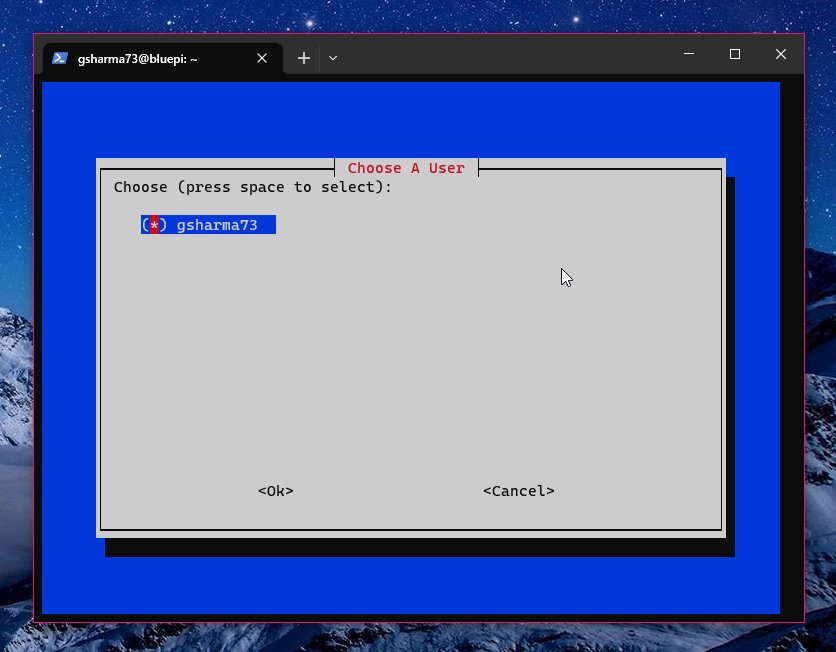 gsharma73@bluepi: ~
Choose A User
Choose (press space to select):
(*) gsharma73
<Ok> <Cancel>